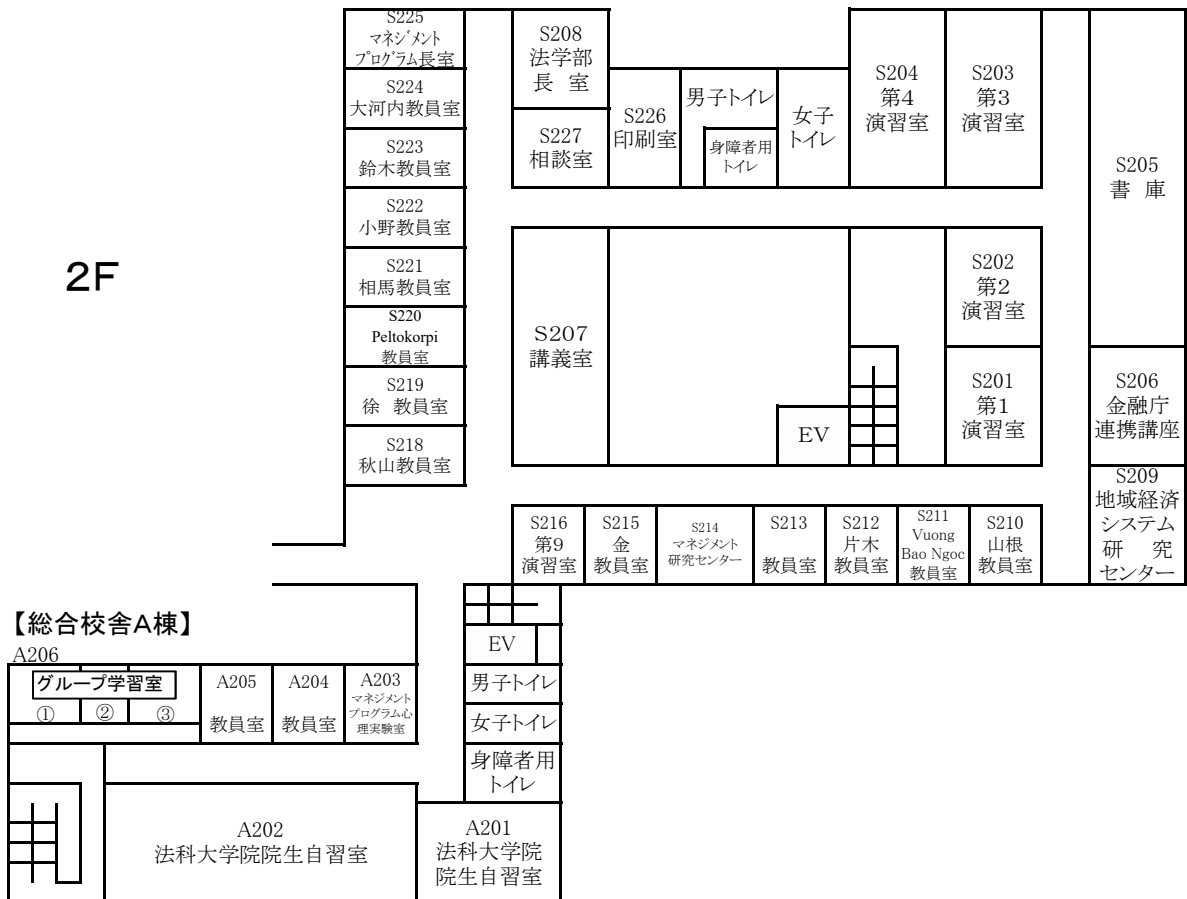 S225
マネジメント
プログラム長室
S224
大河内教員室
S223
鈴木教員室
S222
小野教員室
S221
相馬教員室
S220
Peltokorpi
教員室
S219
徐 教員室
S218
秋山教員室
S208
法学部
長 室
S227
相談室
S226
印刷室
男子トイレ
身障者用
トイレ
女子
トイレ
S204
第4
演習室
S203
第3
演習室
S205
書 庫
2F
S207
講義室
EV
S202
第2
演習室
S201
第1
演習室
S206
金融庁
連携講座
S209
地域経済
システム
研 究
センター
S216
第9
演習室
S215
金
教員室
S214
マネジメント
研究センター
S213
教員室
S212
片木
教員室
S211
Vuong
Bao Ngoc
教員室
S210
山根
教員室
【総合校舎A棟】
A206
グループ学習室
①
②
③
A205
教員室
A204
教員室
A203
マネジメント
プログラム心
理実験室
EV
男子トイレ
女子トイレ
身障者用
トイレ
A202
法科大学院院生自習室
A201
法科大学院
院生自習室